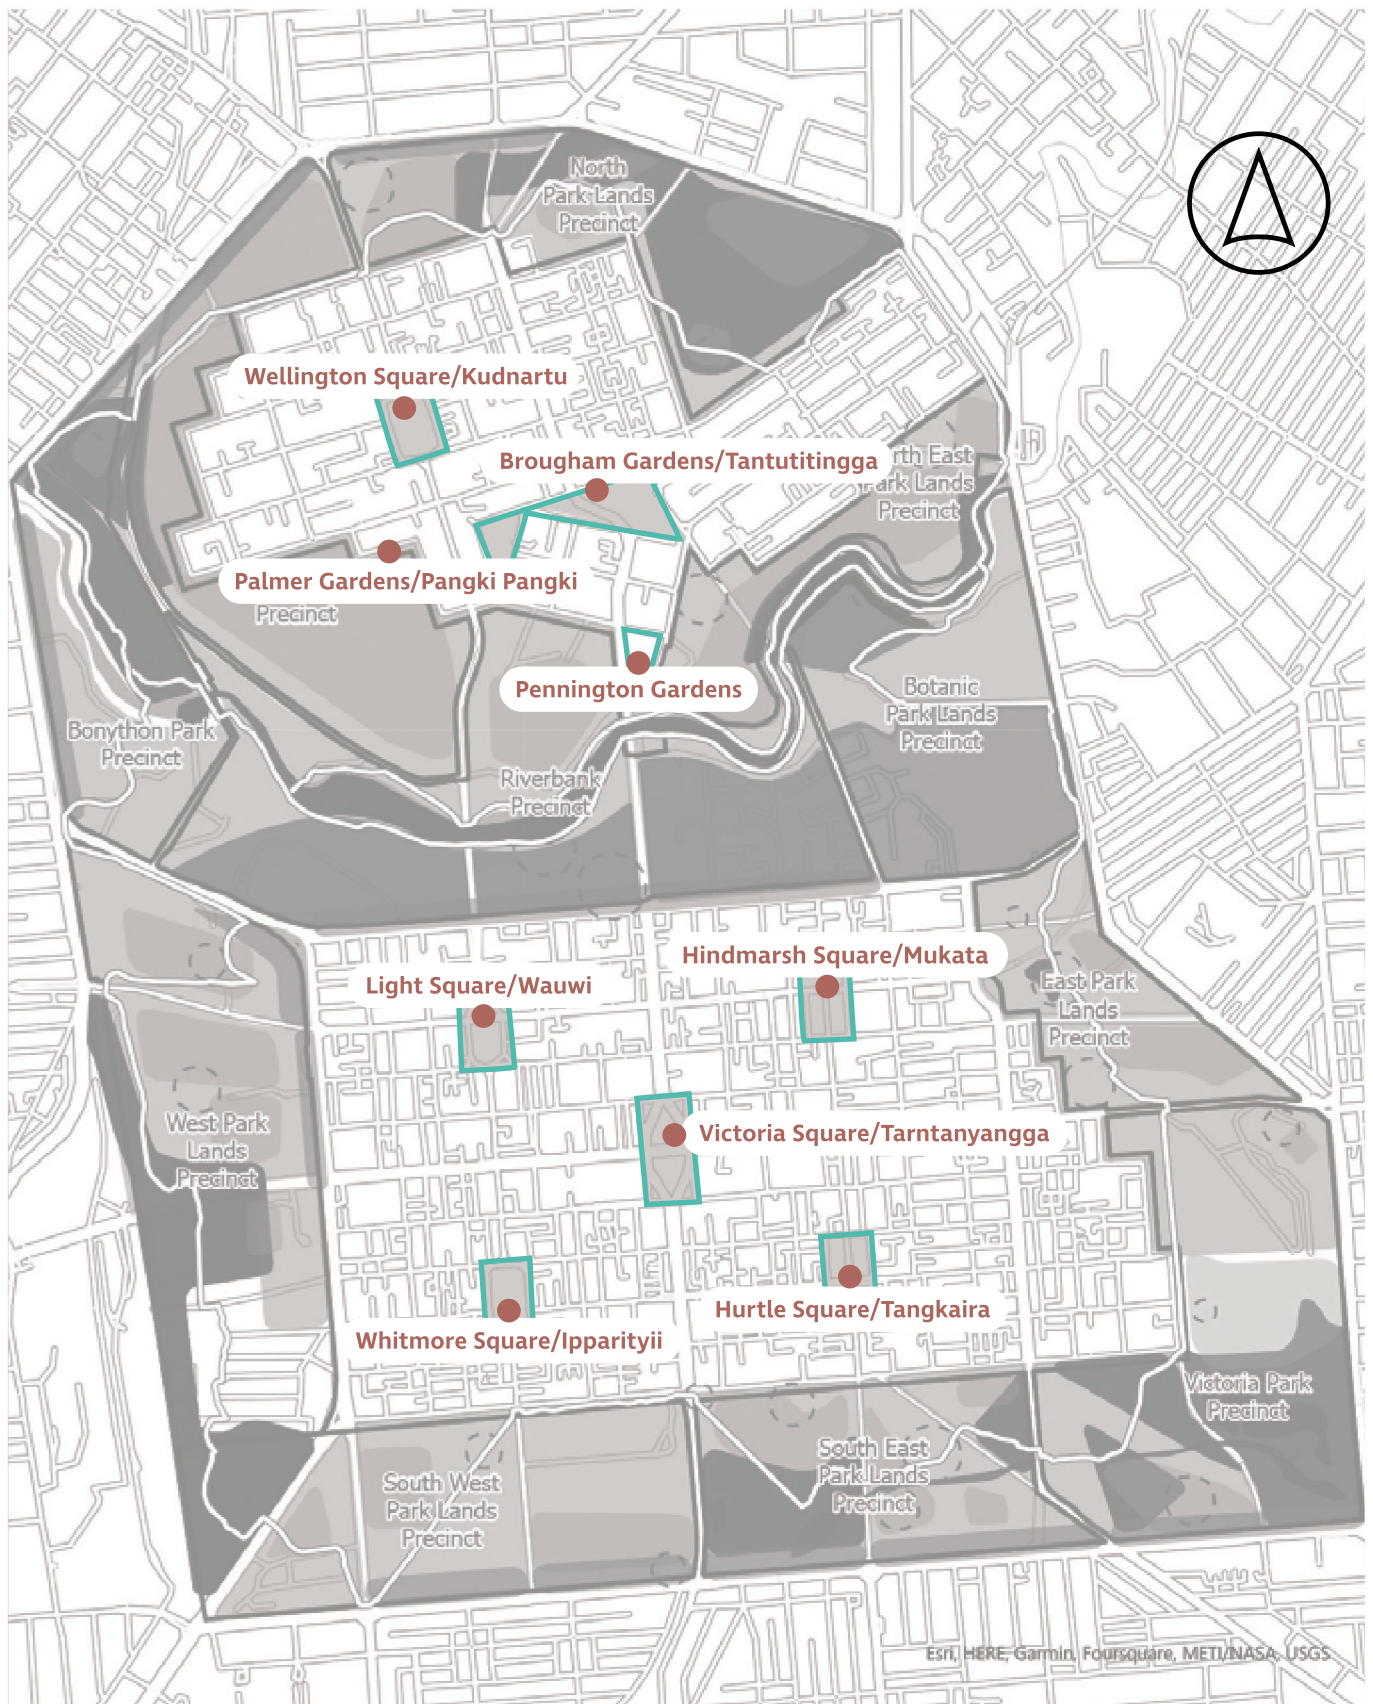 North
Park Lands
Precinct
Wellington Square/Kudnartu
Brougham Gardens/Tantutitingga
rth East
Park Lands
Precinct
Palmer Gardens/Pangki Pangki
Precinct
Pennington Gardens
Botanic
Park Lands
Precinct
Bonython Park
Precinct
Riverbank
Precinct
Hindmarsh Square/Mukata
Light Square/Wauwi
East Park
Lands
Precinct
West Park
Lands
Precinct
Victoria Square/Tarntanyangga
Hurtle Square/Tangkaira
Whitmore Square/Ipparityii
Victoria Park
Precinct
South East
Park Lands
Precinct
South West
Park Lands
Precinct
Esri, HERE, Garmin, Foursquare, METI/NASA, USGS